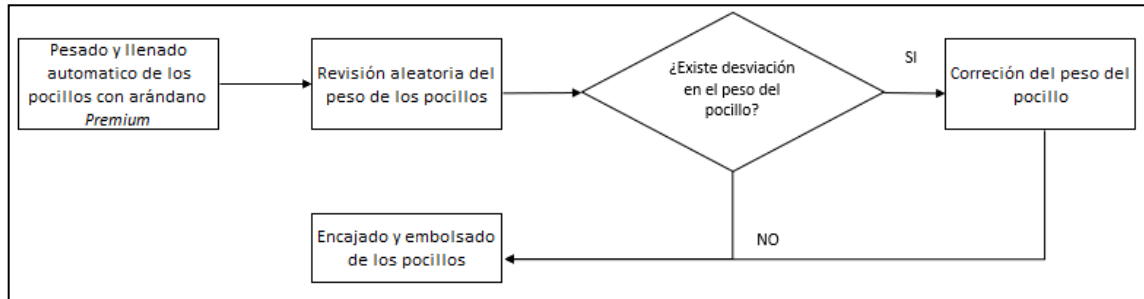 Pesado y llenado
automatico de los
pocillos con arándano
Premium
Revisión aleatoria del
peso de los pocillos
¿Existe desviación
en el peso del
pocillo?
SI
Correción del peso del
pocillo
Encajado y embolsado
de los pocillos
NO